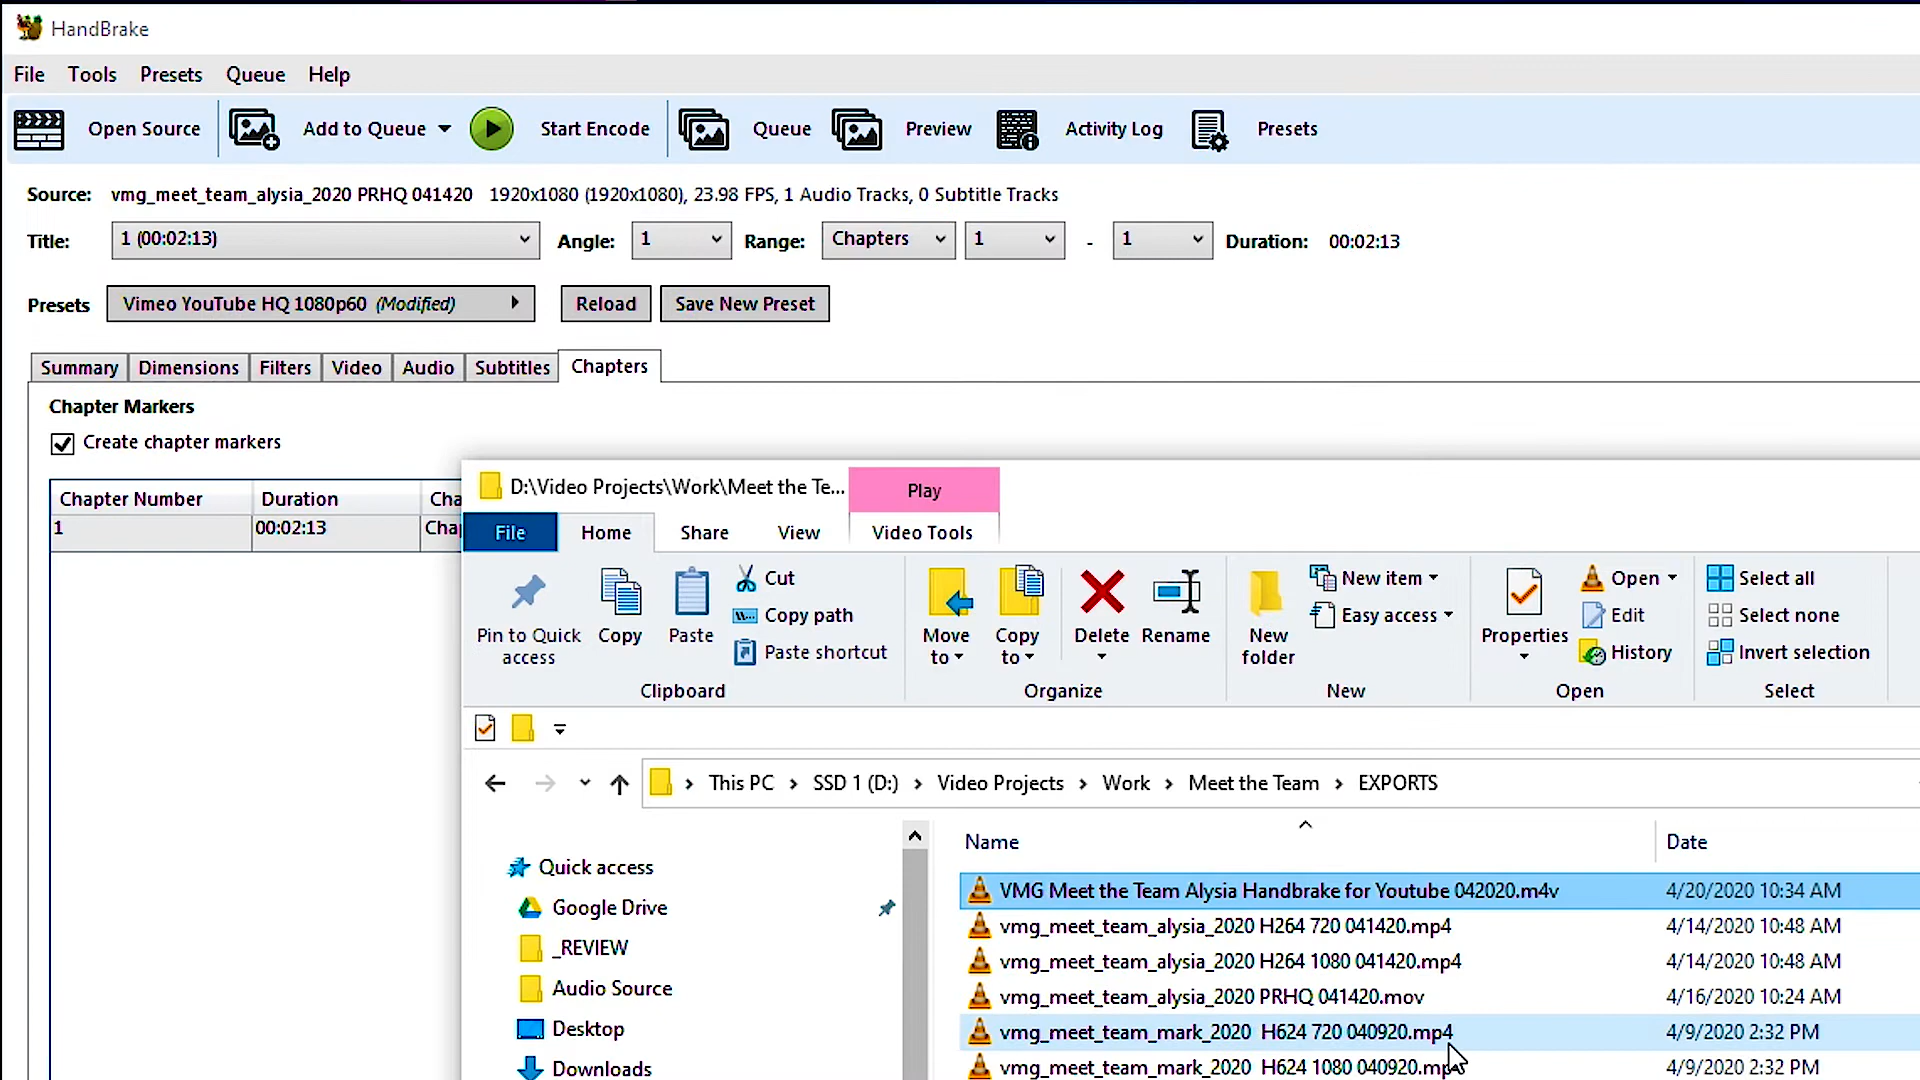 HandBrake
File Tools Presets Queue Help
Open Source Add to Queue Start Encode Queue Preview Activity Log Presets
Source: vmg_meet_team_alysia_2020 PRHQ 041420 1920x1080 (1920x1080), 23.98 FPS, 1 Audio Tracks, 0 Subtitle Tracks
Title: 1 (00:02:13) Angle: 1 Range: Chapters 1 - 1 Duration: 00:02:13
Presets Vimeo YouTube HQ 1080p60 (Modified) Reload Save New Preset
Summary Dimensions Filters Video Audio Subtitles Chapters
Chapter Markers
Create chapter markers
Chapter Number Duration Cha
1 00:02:13 Chap
D:\Video Projects\Work\Meet the Te... Play
File Home Share View Video Tools
Pin to Quick access Copy Paste Cut
Copy path
Paste shortcut
Clipboard
Move to Copy to Delete Rename
Organize
New folder New item
Easy access
New
Properties Open
Edit
History
Open
Select all
Select none
Invert selection
Select
This PC SSD 1 (D:) Video Projects Work Meet the Team EXPORTS
Quick access
Google Drive
_REVIEW
Audio Source
Desktop
Downloads
Name Date
VMG Meet the Team Alysia Handbrake for Youtube 042020.m4v 4/20/2020 10:34 AM
vmg_meet_team_alysia_2020 H264 720 041420.mp4 4/14/2020 10:48 AM
vmg_meet_team_alysia_2020 H264 1080 041420.mp4 4/14/2020 10:48 AM
vmg_meet_team_alysia_2020 PRHQ 041420.mov 4/16/2020 10:24 AM
vmg_meet_team_mark_2020 H624 720 040920.mp4 4/9/2020 2:32 PM
vmg_meet_team_mark_2020 H624 1080 040920.mp4 4/9/2020 2:32 PM